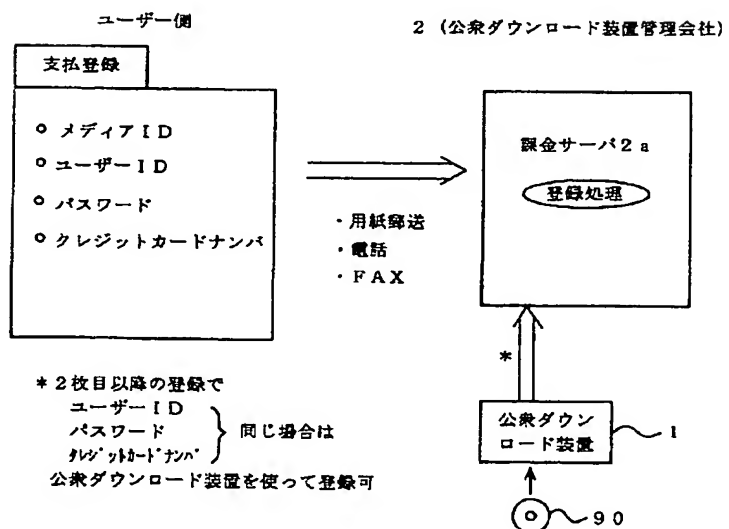 ユーザー側
2 (公衆ダウンロード装置管理会社)
支払登録
○ メディアID
○ ユーザーID
○ パスワード
○ クレジットカードナンバ
・用紙郵送
・電話
・FAX
課金サーバ2a
登録処理
*
*2枚目以降の登録で
ユーザーID
パスワード
クレジットカードナンバ
同じ場合は
公衆ダウンロード装置を使って登録可
公衆ダウン
ロード装置
1
90